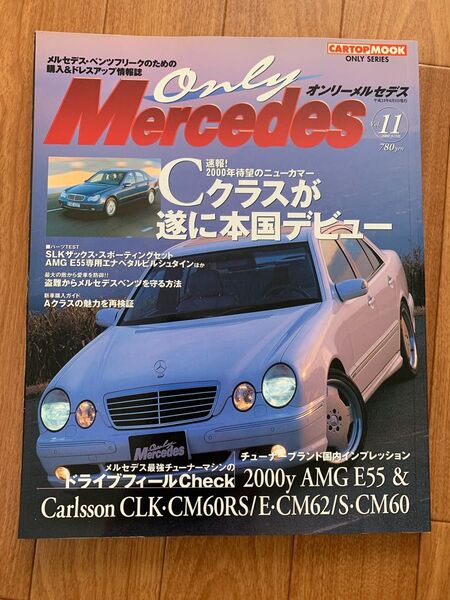 メルセデス・ベンツフリークのための
購入&ドレスアップ情報誌
CARTOP MOOK
ONLY SERIES
Only
Mercedes
オンリーメルセデス
Vol. 11
780yen
速報!
2000年待望のニューカマー
Cクラスが
遂に本国デビュー
■パーツTEST
SLKザックス・スポーティングセット
AMG E55専用エナペタルビルシュタインほか
最大の敵から愛車を防御!!
盗難からメルセデスベンツを守る方法
新車購入ガイド
Aクラスの魅力を再検証
Only
Mercedes
チューナーブランド国内インプレッション
メルセデス最強チューナーマシンの
ドライブフィールCheck 2000y AMG E55 &
Carlsson CLK・CM60RS/E・CM62/S・CM60